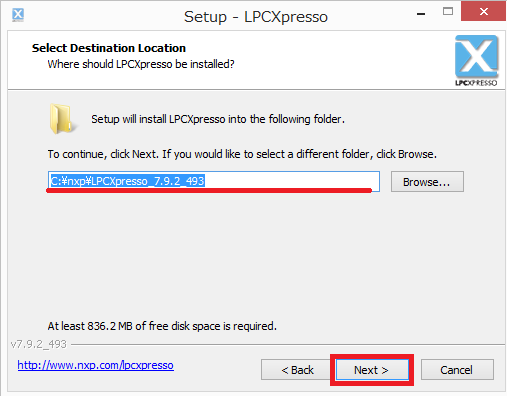 Setup - LPCXpresso
Select Destination Location
Where should LPCXpresso be installed?
LPCXPRESSO
Setup will install LPCXpresso into the following folder.
To continue, click Next. If you would like to select a different folder, click Browse.
C:¥nxp¥LPCXpresso_7.9.2_493
Browse...
At least 836.2 MB of free disk space is required.
v7.9.2_493
http://www.nxp.com/lpcxpresso
< Back
Next >
Cancel